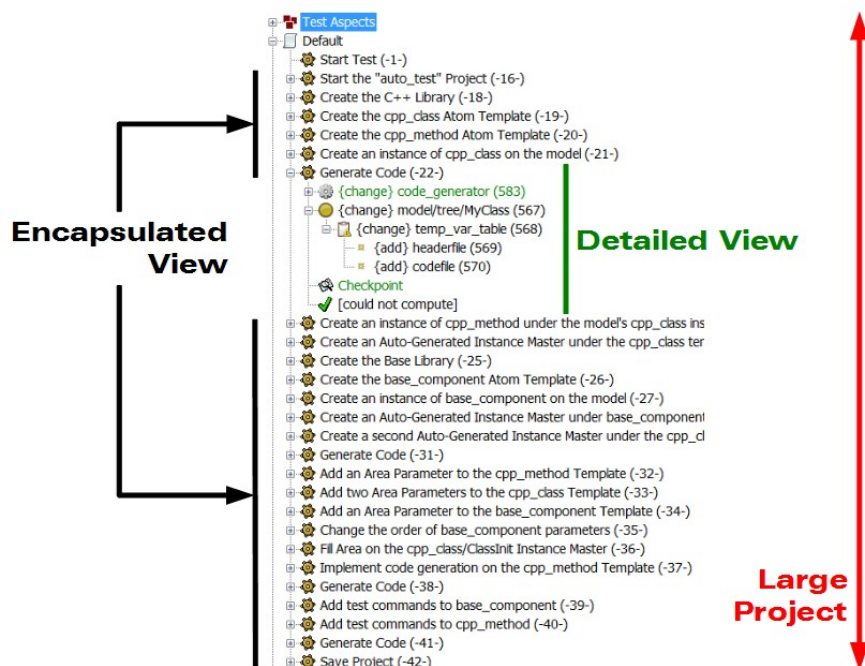 Test Aspects
Default
Start Test (-1-)
Start the "auto_test" Project (-16-)
Create the C++ Library (-18-)
Create the cpp_class Atom Template (-19-)
Create the cpp_method Atom Template (-20-)
Create an instance of cpp_class on the model (-21-)
Generate Code (-22-)
{change} code_generator (583)
{change} model/tree/MyClass (567)
{change} temp_var_table (568)
{add} headerfile (569)
{add} codefile (570)
Checkpoint
[could not compute]
Create an instance of cpp_method under the model's cpp_class ins
Create an Auto-Generated Instance Master under the cpp_class ter
Create the Base Library (-25-)
Create the base_component Atom Template (-26-)
Create an instance of base_component on the model (-27-)
Create an Auto-Generated Instance Master under base_component
Create a second Auto-Generated Instance Master under the cpp_cl
Generate Code (-31-)
Add an Area Parameter to the cpp_method Template (-32-)
Add two Area Parameters to the cpp_class Template (-33-)
Add an Area Parameter to the base_component Template (-34-)
Change the order of base_component parameters (-35-)
Fill Area on the cpp_class/ClassInit Instance Master (-36-)
Implement code generation on the cpp_method Template (-37-)
Generate Code (-38-)
Add test commands to base_component (-39-)
Add test commands to cpp_method (-40-)
Generate Code (-41-)
Save Project (-42-)
Encapsulated
View
Detailed View
Large
Project